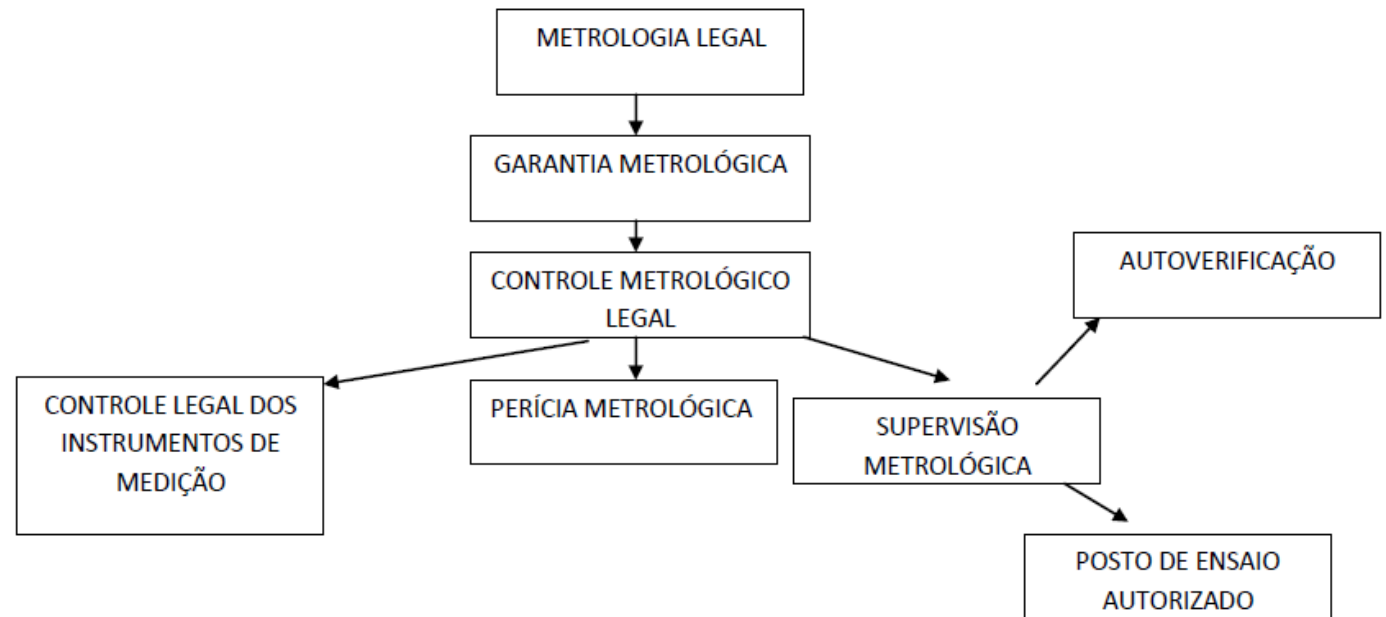 METROLOGIA LEGAL
GARANTIA METROLÓGICA
CONTROLE METROLÓGICO
LEGAL
AUTOVERIFICAÇÃO
CONTROLE LEGAL DOS
INSTRUMENTOS DE
MEDIÇÃO
PERÍCIA METROLÓGICA
SUPERVISÃO
METROLÓGICA
POSTO DE ENSAIO
AUTORIZADO